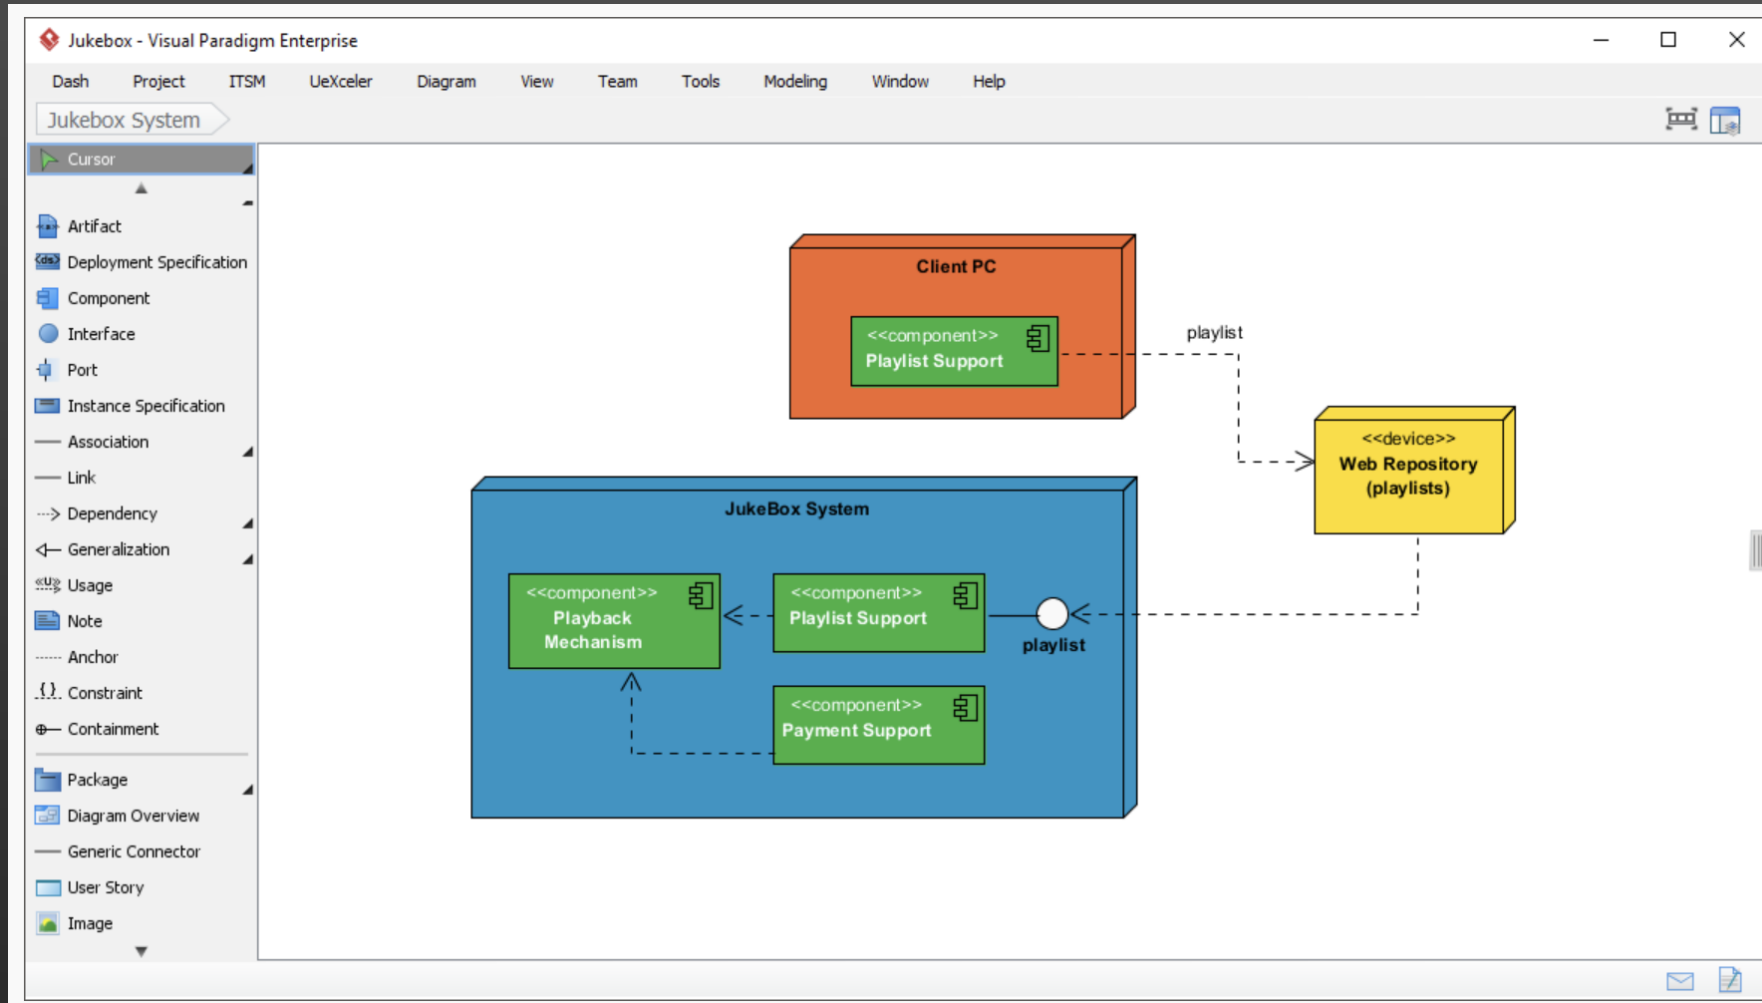 Jukebox - Visual Paradigm Enterprise
Dash Project ITSM UeXceler Diagram View Team Tools Modeling Window Help
Jukebox System
Cursor
Artifact
Deployment Specification
Component
Interface
Port
Instance Specification
Association
Link
Dependency
Generalization
Usage
Note
Anchor
Constraint
Containment
Package
Diagram Overview
Generic Connector
User Story
Image
Client PC
<<component>>
Playlist Support
playlist
<<device>>
Web Repository
(playlists)
JukeBox System
<<component>>
Playback
Mechanism
<<component>>
Playlist Support
playlist
<<component>>
Payment Support